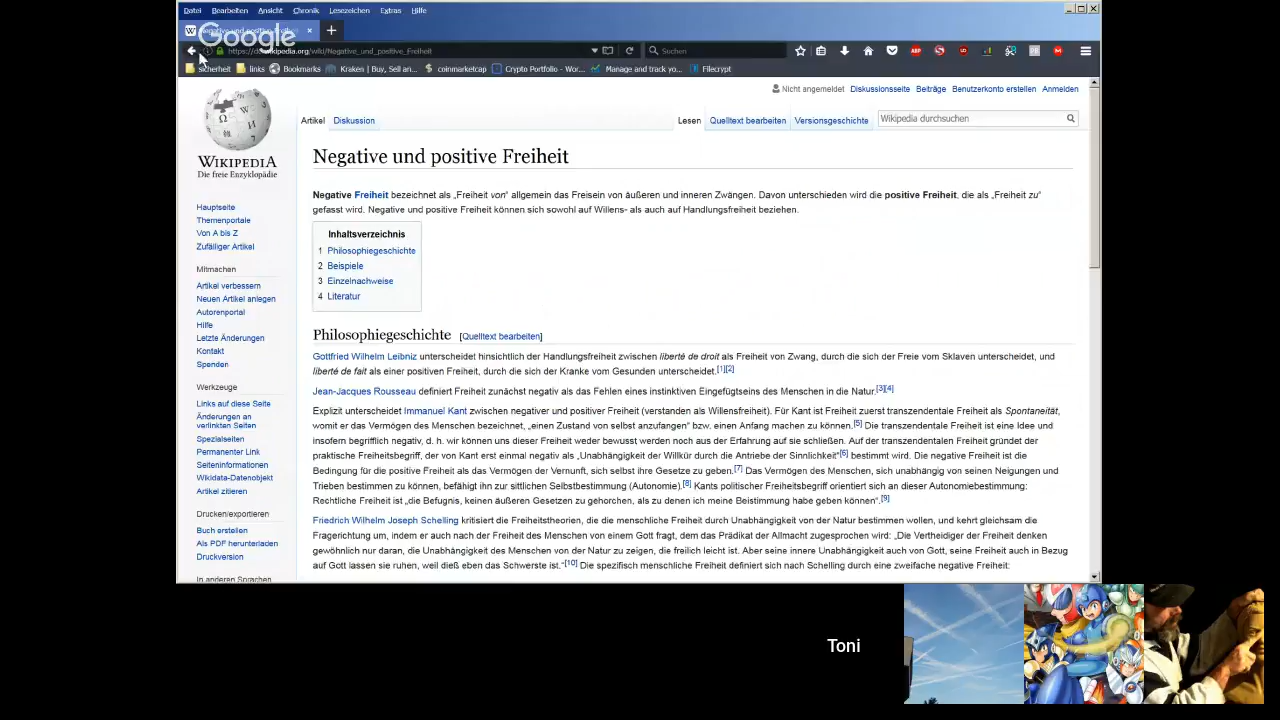 Datei Bearbeiten Ansicht Chronik Lesezeichen Extras Hilfe
Google
https://de.wikipedia.org/wiki/Negative_und_positive_Freiheit Suchen
sicherheit links Bookmarks Kraken | Buy, Sell an... coinmarketcap Crypto Portfolio - Wor... Manage and track yo... Filecrypt
Nicht angemeldet Diskussionsseite Beiträge Benutzerkonto erstellen Anmelden
Artikel Diskussion Lesen Quelltext bearbeiten Versionsgeschichte Wikipedia durchsuchen
WIKIPEDIA
Die freie Enzyklopädie
Hauptseite
Themenportale
Von A bis Z
Zufälliger Artikel
Mitmachen
Artikel verbessern
Neuen Artikel anlegen
Autorenportal
Hilfe
Letzte Änderungen
Kontakt
Spenden
Werkzeuge
Links auf diese Seite
Änderungen an
verlinkten Seiten
Spezialseiten
Permanenter Link
Seiteninformationen
Wikidata-Datenobjekt
Artikel zitieren
Drucken/exportieren
Buch erstellen
Als PDF herunterladen
Druckversion
In anderen Sprachen
Negative und positive Freiheit
Negative Freiheit bezeichnet als „Freiheit von“ allgemein das Freisein von äußeren und inneren Zwängen. Davon unterschieden wird die positive Freiheit, die als „Freiheit zu“
gefasst wird. Negative und positive Freiheit können sich sowohl auf Willens- als auch auf Handlungsfreiheit beziehen.
Inhaltsverzeichnis
1 Philosophiegeschichte
2 Beispiele
3 Einzelnachweise
4 Literatur
Philosophiegeschichte [Quelltext bearbeiten]
Gottfried Wilhelm Leibniz unterscheidet hinsichtlich der Handlungsfreiheit zwischen liberté de droit als Freiheit von Zwang, durch die sich der Freie vom Sklaven unterscheidet, und
liberté de fait als einer positiven Freiheit, durch die sich der Kranke vom Gesunden unterscheidet.[1][2]
Jean-Jacques Rousseau definiert Freiheit zunächst negativ als das Fehlen eines instinktiven Eingefügtseins des Menschen in die Natur.[3][4]
Explizit unterscheidet Immanuel Kant zwischen negativer und positiver Freiheit (verstanden als Willensfreiheit). Für Kant ist Freiheit zuerst transzendentale Freiheit als Spontaneität,
womit er das Vermögen des Menschen bezeichnet, „einen Zustand von selbst anzufangen“ bzw. einen Anfang machen zu können.[5] Die transzendentale Freiheit ist eine Idee und
insofern begrifflich negativ, d. h. wir können uns dieser Freiheit weder bewusst werden noch aus der Erfahrung auf sie schließen. Auf der transzendentalen Freiheit gründet der
praktische Freiheitsbegriff, der von Kant erst einmal negativ als „Unabhängigkeit der Willkür durch die Antriebe der Sinnlichkeit“[6] bestimmt wird. Die negative Freiheit ist die
Bedingung für die positive Freiheit als das Vermögen der Vernunft, sich selbst ihre Gesetze zu geben.[7] Das Vermögen des Menschen, sich unabhängig von seinen Neigungen und
Trieben bestimmen zu können, befähigt ihn zur sittlichen Selbstbestimmung (Autonomie).[8] Kants politischer Freiheitsbegriff orientiert sich an dieser Autonomiebestimmung:
Rechtliche Freiheit ist „die Befugnis, keinen äußeren Gesetzen zu gehorchen, als zu denen ich meine Beistimmung habe geben können“.[9]
Friedrich Wilhelm Joseph Schelling kritisiert die Freiheitstheorien, die die menschliche Freiheit durch Unabhängigkeit von der Natur bestimmen wollen, und kehrt gleichsam die
Fragerichtung um, indem er auch nach der Freiheit des Menschen von einem Gott fragt, dem das Prädikat der Allmacht zugesprochen wird: „Die Vertheidiger der Freiheit denken
gewöhnlich nur daran, die Unabhängigkeit des Menschen von der Natur zu zeigen, die freilich leicht ist. Aber seine innere Unabhängigkeit auch von Gott, seine Freiheit auch in Bezug
auf Gott lassen sie ruhen, weil dieß eben das Schwerste ist.“[10] Die spezifisch menschliche Freiheit definiert sich nach Schelling durch eine zweifache negative Freiheit:
Toni